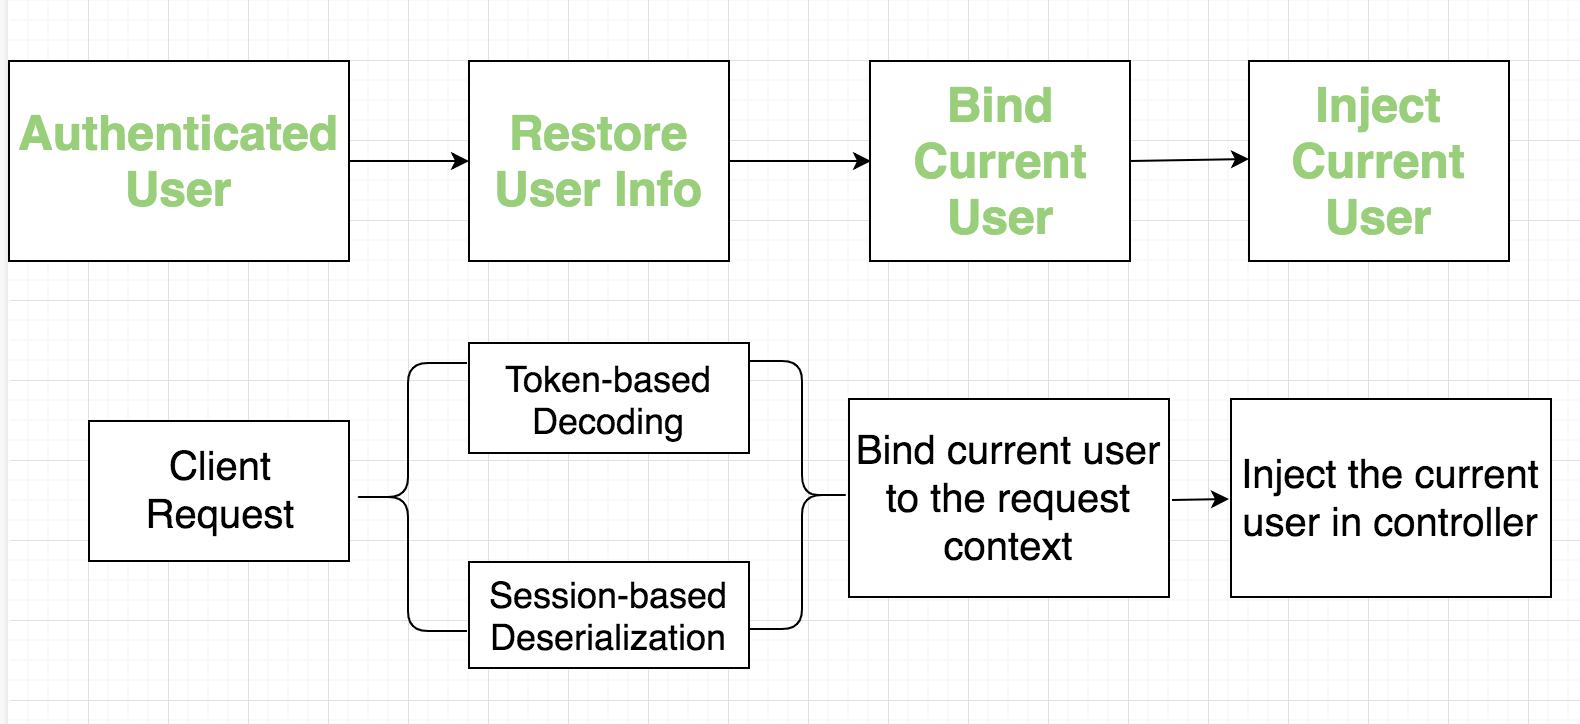 Authenticated
User
Restore
User Info
Bind
Current
User
Inject
Current
User
Client
Request
Token-based
Decoding
Session-based
Deserialization
Bind current user
to the request
context
Inject the current
user in controller